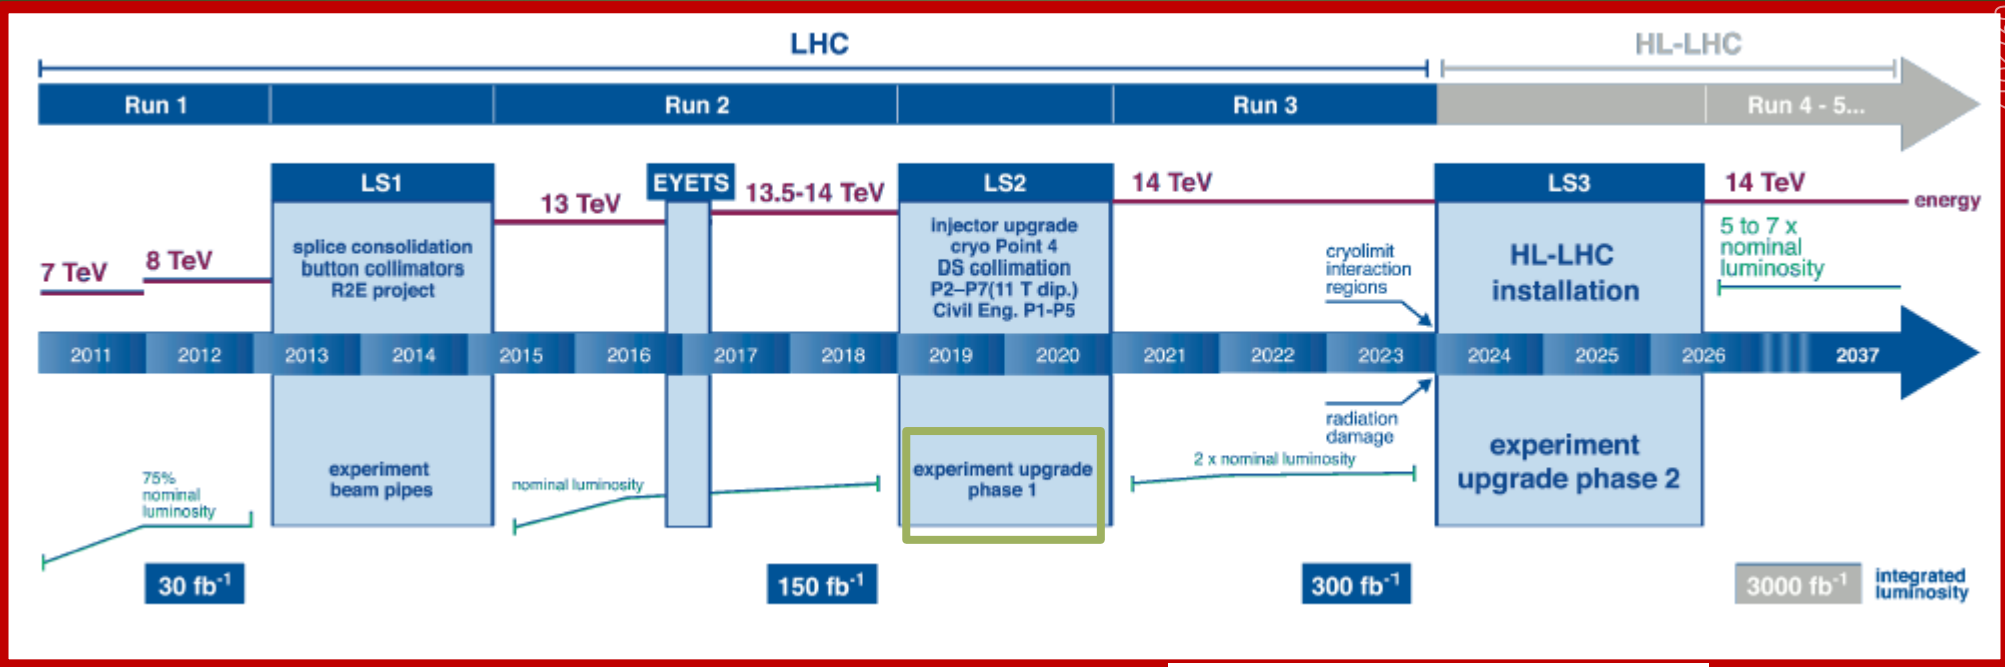 LHC
HL-LHC
Run 1
Run 2
Run 3
Run 4 - 5...
LS1
EYETS
LS2
14 TeV
LS3
14 TeV
energy
13 TeV
13.5-14 TeV
7 TeV
8 TeV
splice consolidation
button collimators
R2E project
injector upgrade
cryo Point 4
DS collimation
P2–P7(11 T dip.)
Civil Eng. P1-P5
cryolimit
interaction
regions
HL-LHC
installation
5 to 7 x
nominal
luminosity
2011 2012 2013 2014 2015 2016 2017 2018 2019 2020 2021 2022 2023 2024 2025 2026 2037
75%
nominal
luminosity
experiment
beam pipes
nominal luminosity
experiment upgrade
phase 1
2 x nominal luminosity
radiation
damage
experiment
upgrade phase 2
30 fb⁻¹
150 fb⁻¹
300 fb⁻¹
3000 fb⁻¹
integrated
luminosity